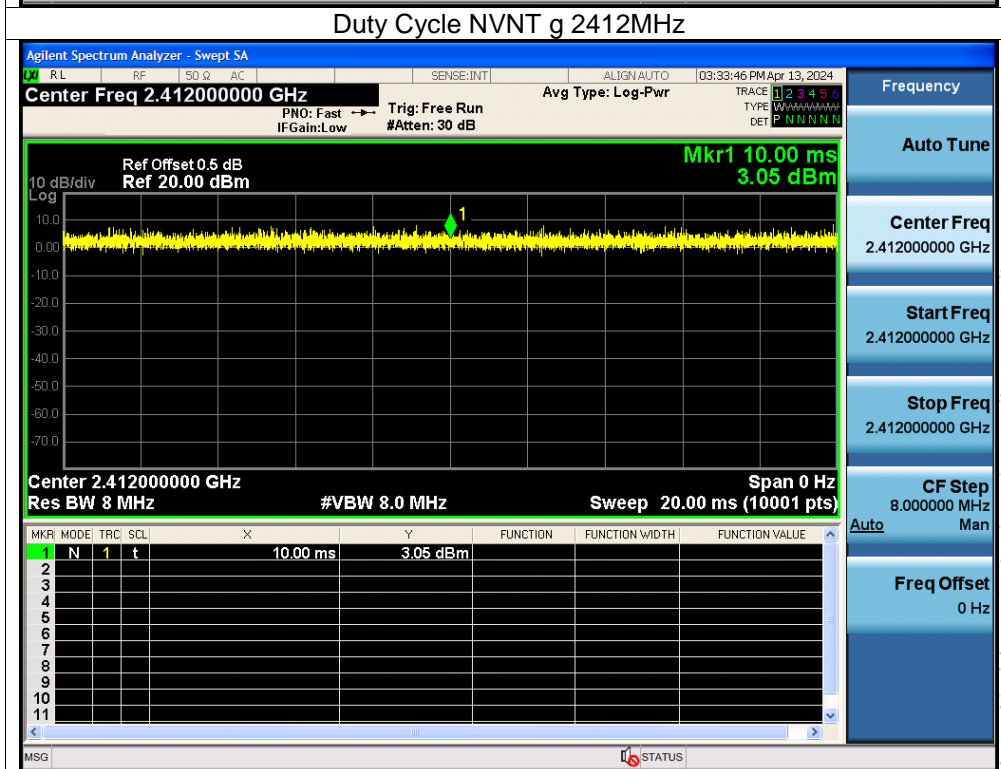 Duty Cycle NVNT g 2412MHz
Agilent Spectrum Analyzer - Swept SA
LXI RL RF 50 Ω AC SENSE:INT ALIGN AUTO 03:33:46 PM Apr 13, 2024
Center Freq 2.412000000 GHz Avg Type: Log-Pwr TRACE 1 2 3 4 5 6
PNO: Fast Trig: Free Run TYPE WWWWWW
IFGain:Low #Atten: 30 dB DET P N N N N N
Mkr1 10.00 ms
Ref Offset 0.5 dB
10 dB/div Ref 20.00 dBm 3.05 dBm
Log
10.0
1
0.00
-10.0
-20.0
-30.0
-40.0
-50.0
-60.0
-70.0
Center 2.412000000 GHz Span 0 Hz
Res BW 8 MHz #VBW 8.0 MHz Sweep 20.00 ms (10001 pts)
MKR MODE TRC SCL X Y FUNCTION FUNCTION WIDTH FUNCTION VALUE
1 N 1 t 10.00 ms 3.05 dBm
2
3
4
5
6
7
8
9
10
11
MSG STATUS
Frequency
Auto Tune
Center Freq
2.412000000 GHz
Start Freq
2.412000000 GHz
Stop Freq
2.412000000 GHz
CF Step
8.000000 MHz
Auto Man
Freq Offset
0 Hz